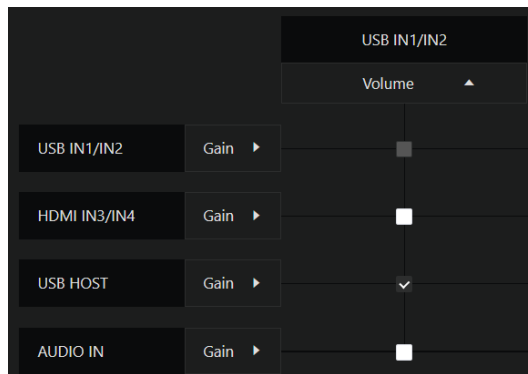 USB IN1/IN2
Volume
USB IN1/IN2 Gain
HDMI IN3/IN4 Gain
USB HOST Gain
AUDIO IN Gain